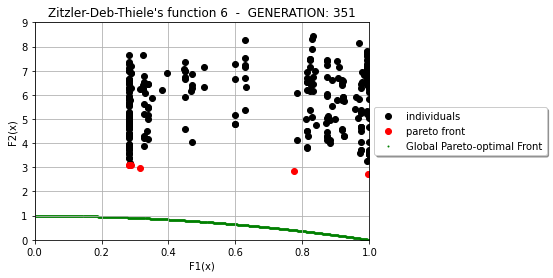 Zitzler-Deb-Thiele's function 6 - GENERATION: 351
9
8
7
6
5
4
3
2
1
0
F2(x)
0.0 0.2 0.4 0.6 0.8 1.0
F1(x)
individuals
pareto front
Global Pareto-optimal Front